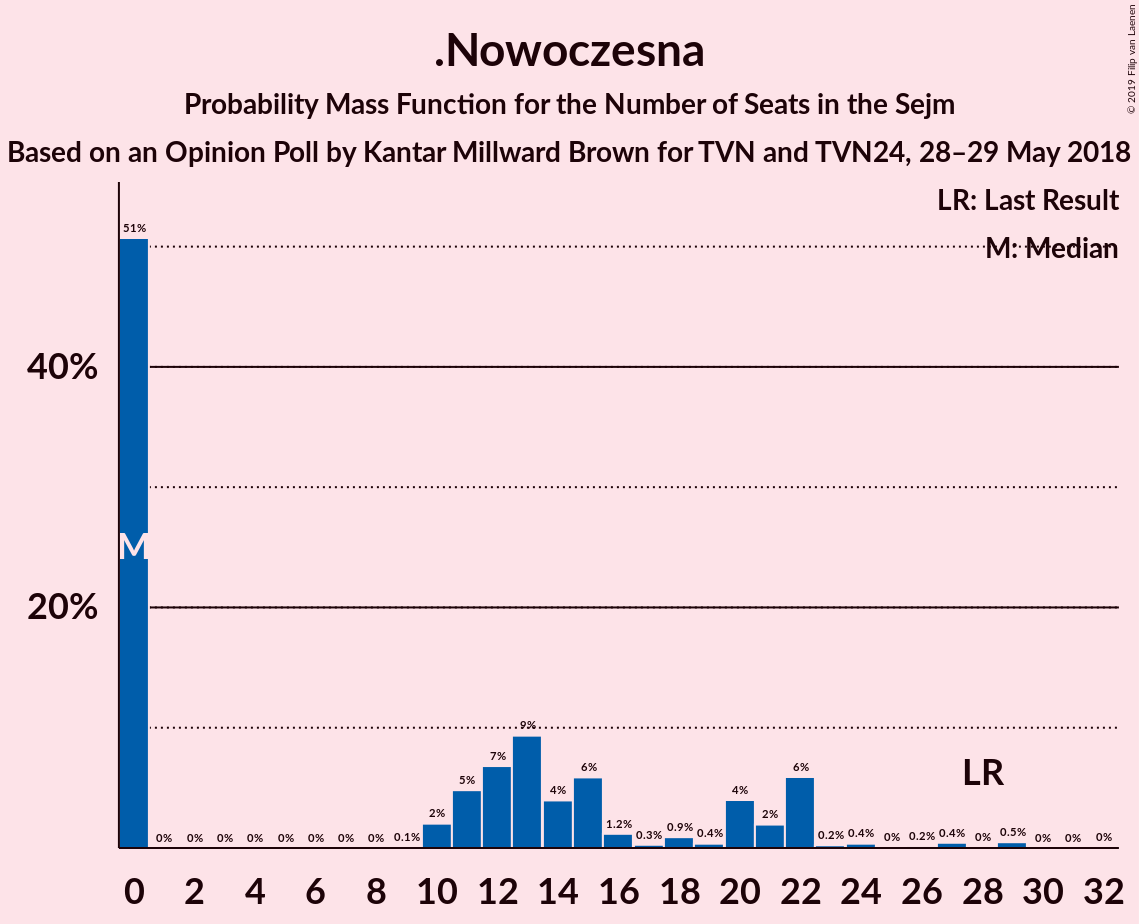 .Nowoczesna
Probability Mass Function for the Number of Seats in the Sejm
Based on an Opinion Poll by Kantar Millward Brown for TVN and TVN24, 28–29 May 2018
© 2019 Filip van Laenen
LR: Last Result
M: Median
51%
40%
20%
M
0% 0% 0% 0% 0% 0% 0% 0% 0.1% 2% 5% 7% 9% 4% 6% 1.2% 0.3% 0.9% 0.4% 4% 2% 6% 0.2% 0.4% 0% 0.2% 0.4% 0% 0.5% 0% 0% 0%
LR
0 2 4 6 8 10 12 14 16 18 20 22 24 26 28 30 32